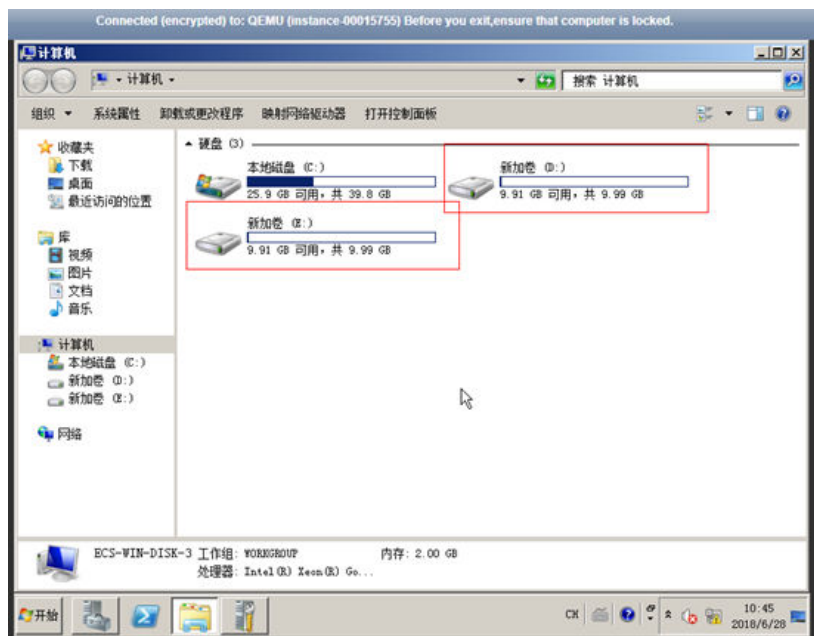 Connected (encrypted) to: QEMU (instance-00015755) Before you exit,ensure that computer is locked.
计算机
计算机
搜索 计算机
组织 系统属性 卸载或更改程序 映射网络驱动器 打开控制面板
收藏夹
下载
桌面
最近访问的位置
库
视频
图片
文档
音乐
计算机
本地磁盘 (C:)
新加卷 (D:)
新加卷 (E:)
网络
硬盘 (3)
本地磁盘 (C:)
25.9 GB 可用，共 39.8 GB
新加卷 (D:)
9.91 GB 可用，共 9.99 GB
新加卷 (E:)
9.91 GB 可用，共 9.99 GB
ECS-WIN-DISK-3 工作组: WORKGROUP 内存: 2.00 GB
处理器: Intel(R) Xeon(R) Go...
开始
CH
10:45
2018/6/28